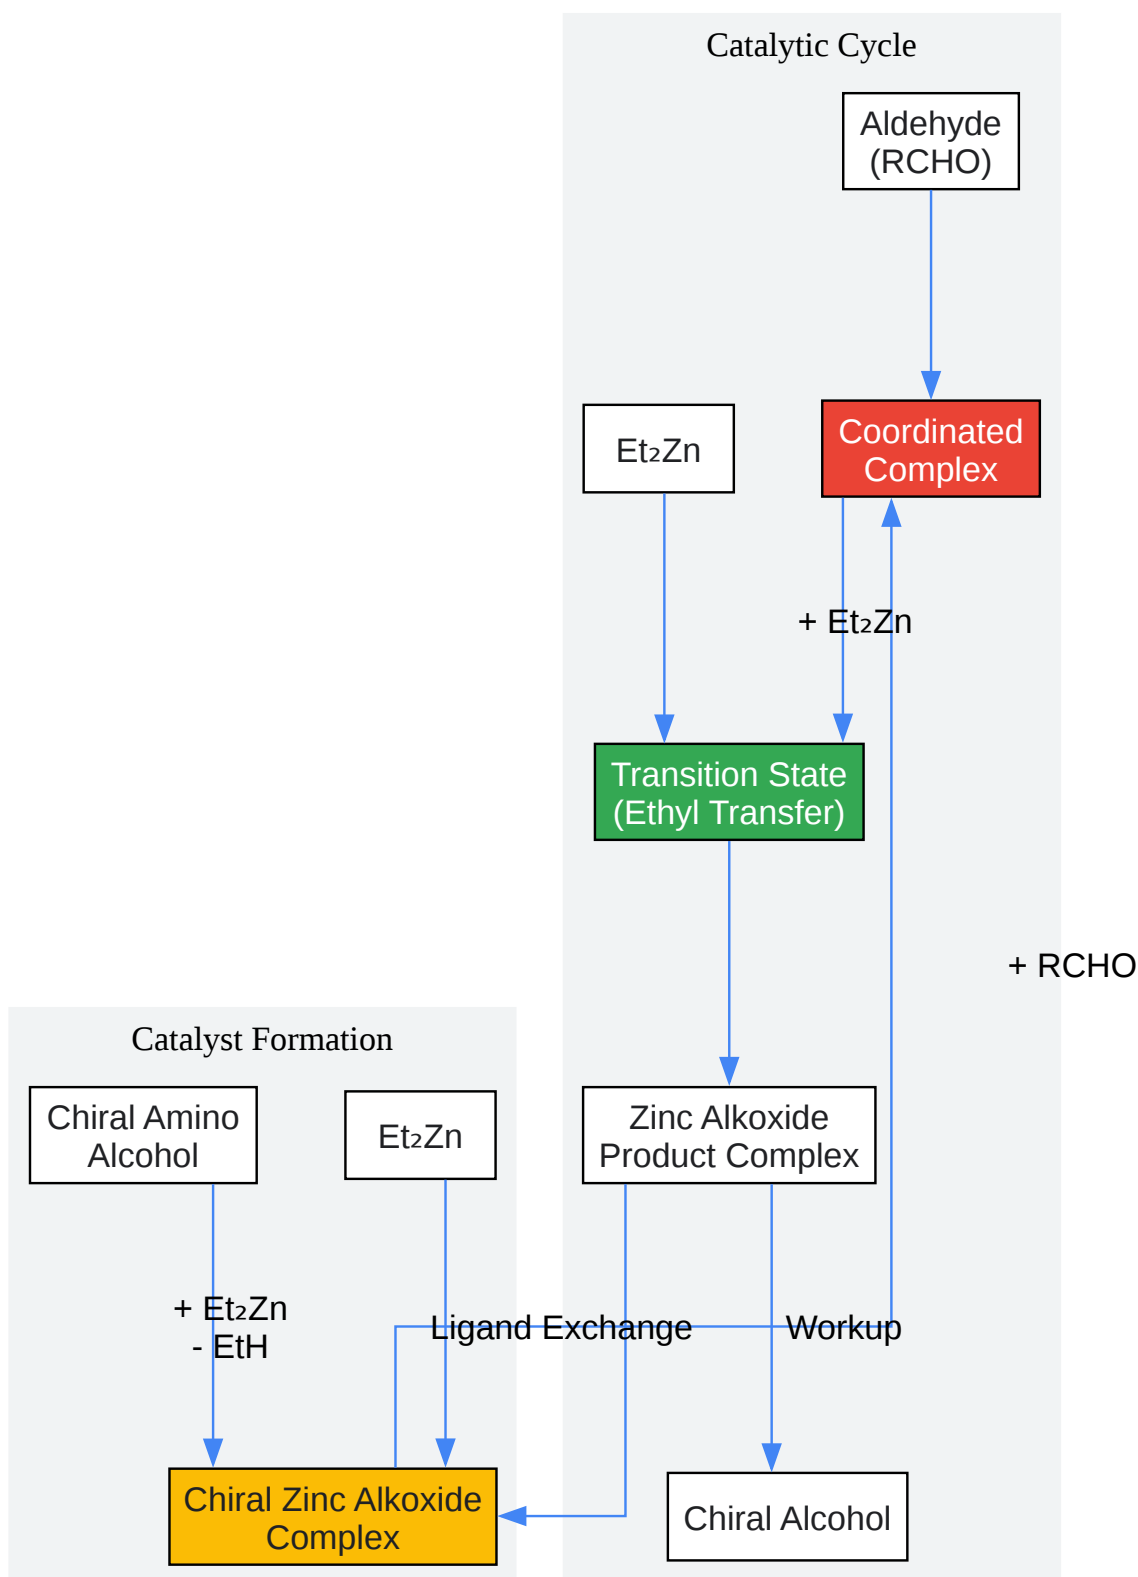 Catalytic Cycle
Aldehyde
(RCHO)
Et₂Zn
Coordinated
Complex
+ Et₂Zn
Transition State
(Ethyl Transfer)
+ RCHO
Catalyst Formation
Chiral Amino
Alcohol
Et₂Zn
Zinc Alkoxide
Product Complex
+ Et₂Zn
- EtH
Ligand Exchange
Workup
Chiral Zinc Alkoxide
Complex
Chiral Alcohol